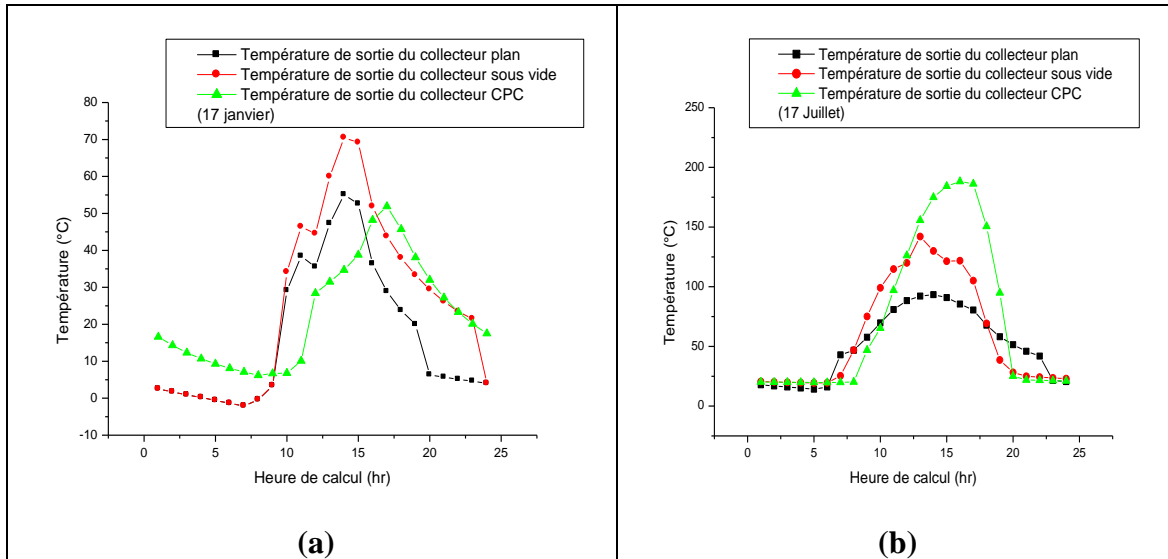 Température de sortie du collecteur plan
Température de sortie du collecteur sous vide
Température de sortie du collecteur CPC
(17 janvier)
80
70
60
50
40
30
20
10
0
-10
Température (°C)
0 5 10 15 20 25
Heure de calcul (hr)
(a)
Température de sortie du collecteur plan
Température de sortie du collecteur sous vide
Température de sortie du collecteur CPC
(17 Juillet)
250
200
150
100
50
0
Température (°C)
0 5 10 15 20 25
Heure de calcul (hr)
(b)